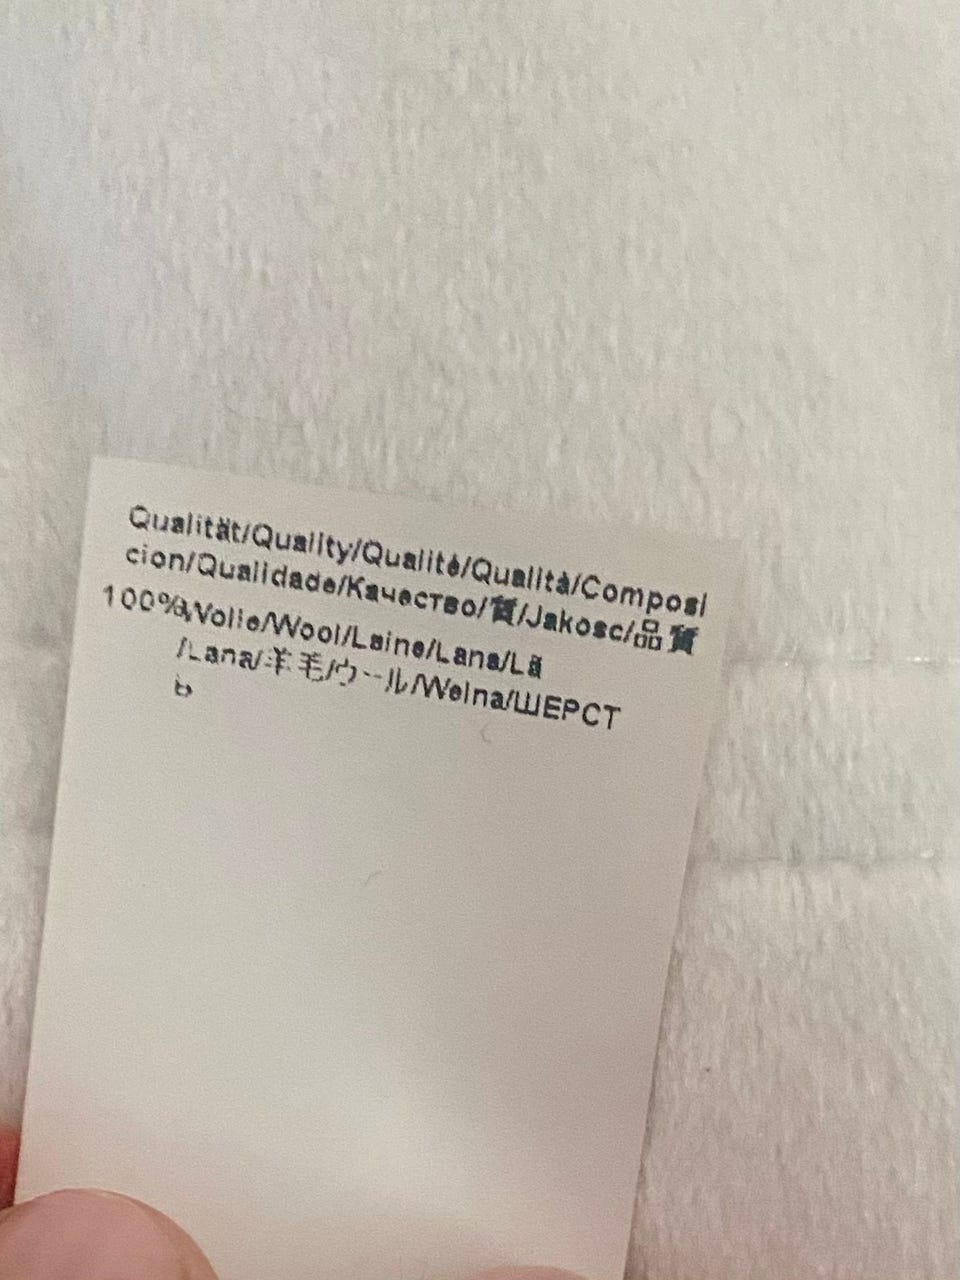 Qualität/Quality/Qualité/Qualità/Composi
cion/Qualidade/Качество/質/Jakosc/品質
100% Wolle/Wool/Laine/Lana/Lã
/Lana/羊毛/ウール/Welna/ШЕРСТ
ь